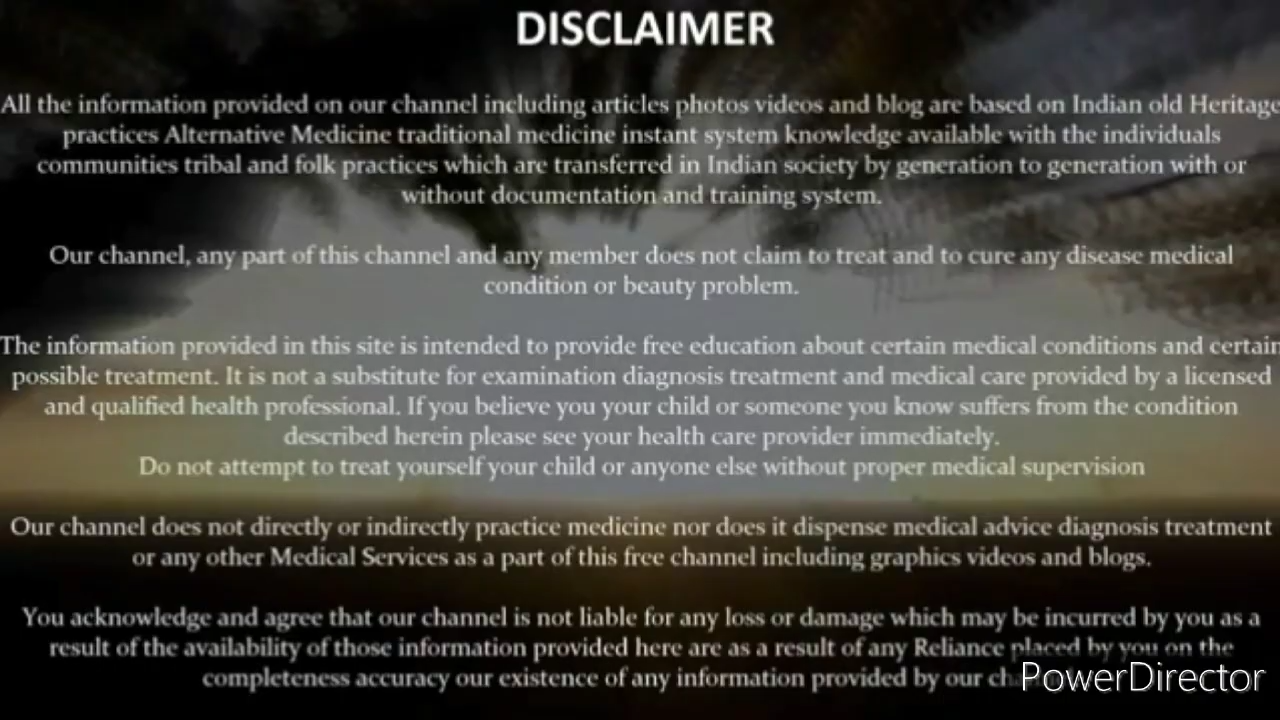 DISCLAIMER
All the information provided on our channel including articles photos videos and blog are based on Indian old Heritage
practices Alternative Medicine traditional medicine instant system knowledge available with the individuals
communities tribal and folk practices which are transferred in Indian society by generation to generation with or
without documentation and training system.
Our channel, any part of this channel and any member does not claim to treat and to cure any disease medical
condition or beauty problem.
The information provided in this site is intended to provide free education about certain medical conditions and certain
possible treatment. It is not a substitute for examination diagnosis treatment and medical care provided by a licensed
and qualified health professional. If you believe you your child or someone you know suffers from the condition
described herein please see your health care provider immediately.
Do not attempt to treat yourself your child or anyone else without proper medical supervision
Our channel does not directly or indirectly practice medicine nor does it dispense medical advice diagnosis treatment
or any other Medical Services as a part of this free channel including graphics videos and blogs.
You acknowledge and agree that our channel is not liable for any loss or damage which may be incurred by you as a
result of the availability of those information provided here are as a result of any Reliance placed by you on the
completeness accuracy our existence of any information provided by our
PowerDirector